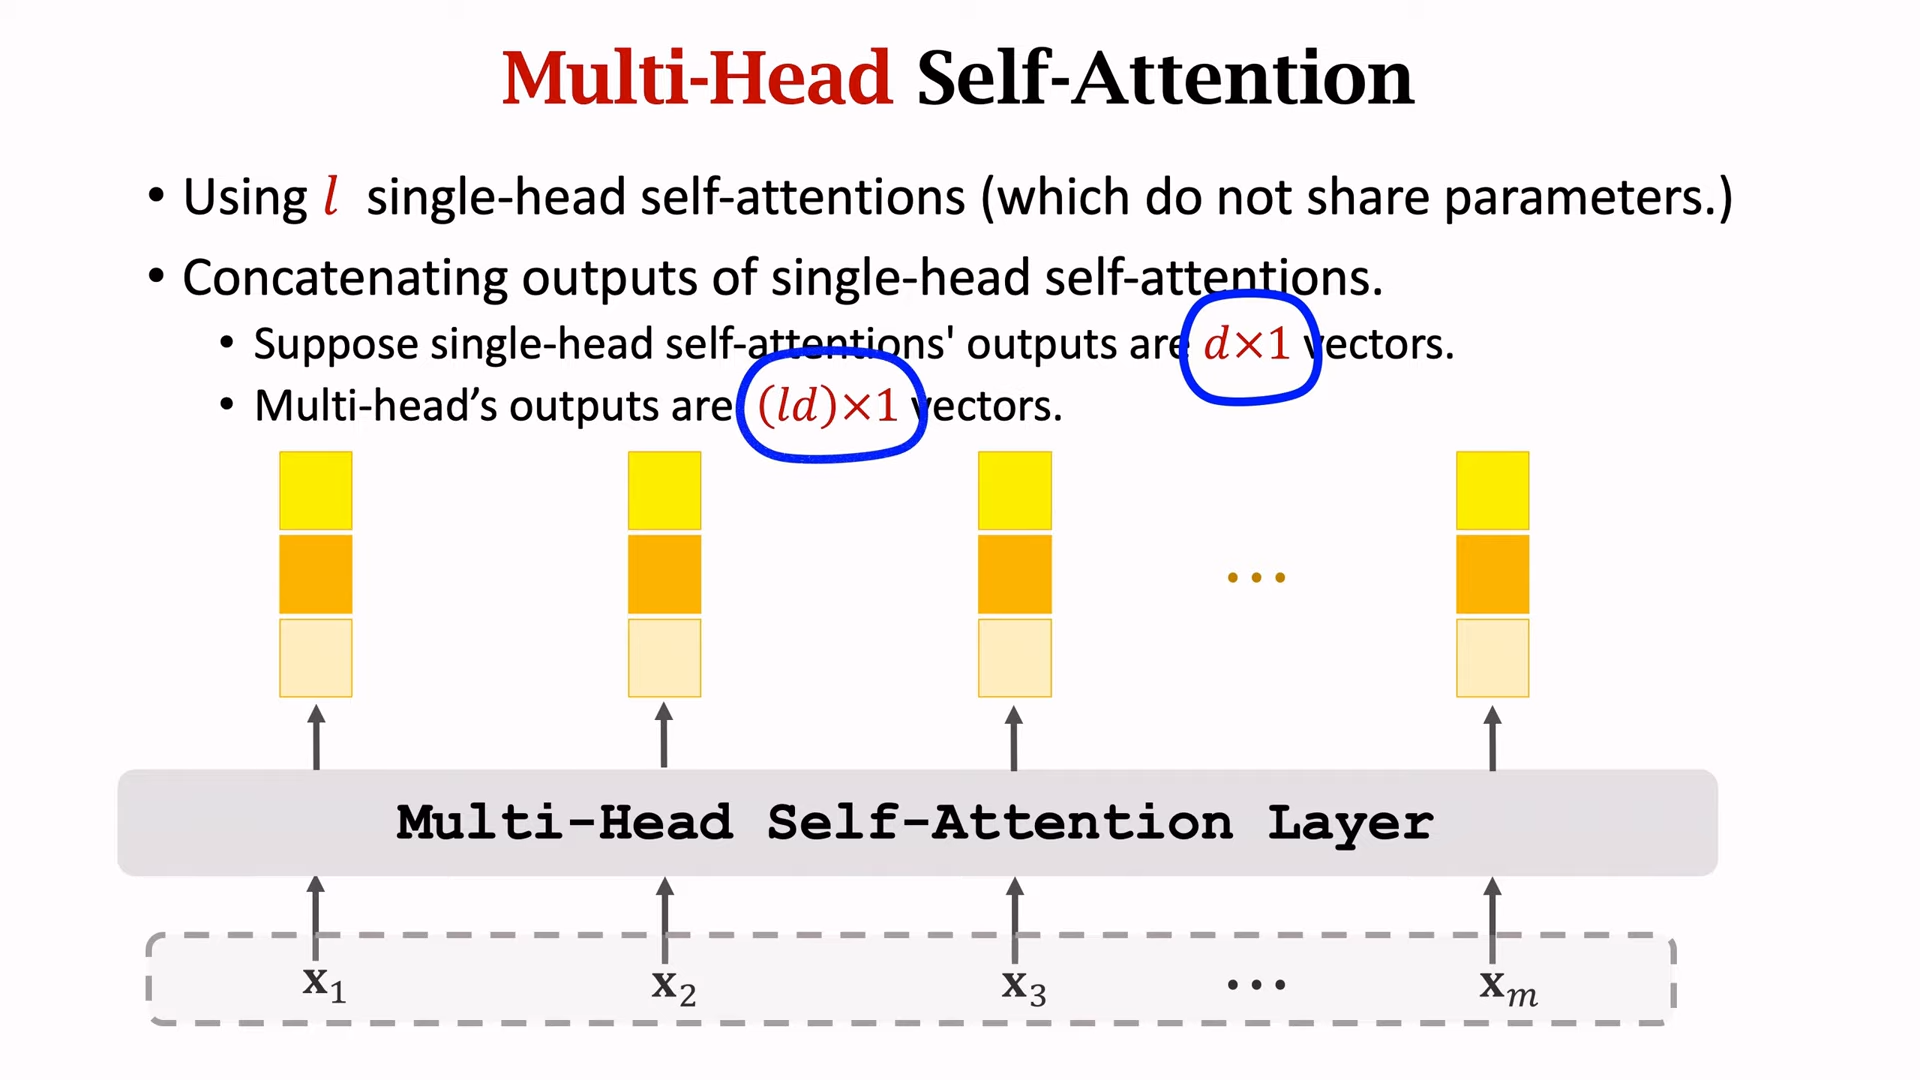 Multi-Head Self-Attention
• Using l single-head self-attentions (which do not share parameters.)
• Concatenating outputs of single-head self-attentions.
• Suppose single-head self-attentions' outputs are d×1 vectors.
• Multi-head’s outputs are (ld)×1 vectors.
...
Multi-Head Self-Attention Layer
x₁ x₂ x₃ ... xₘ